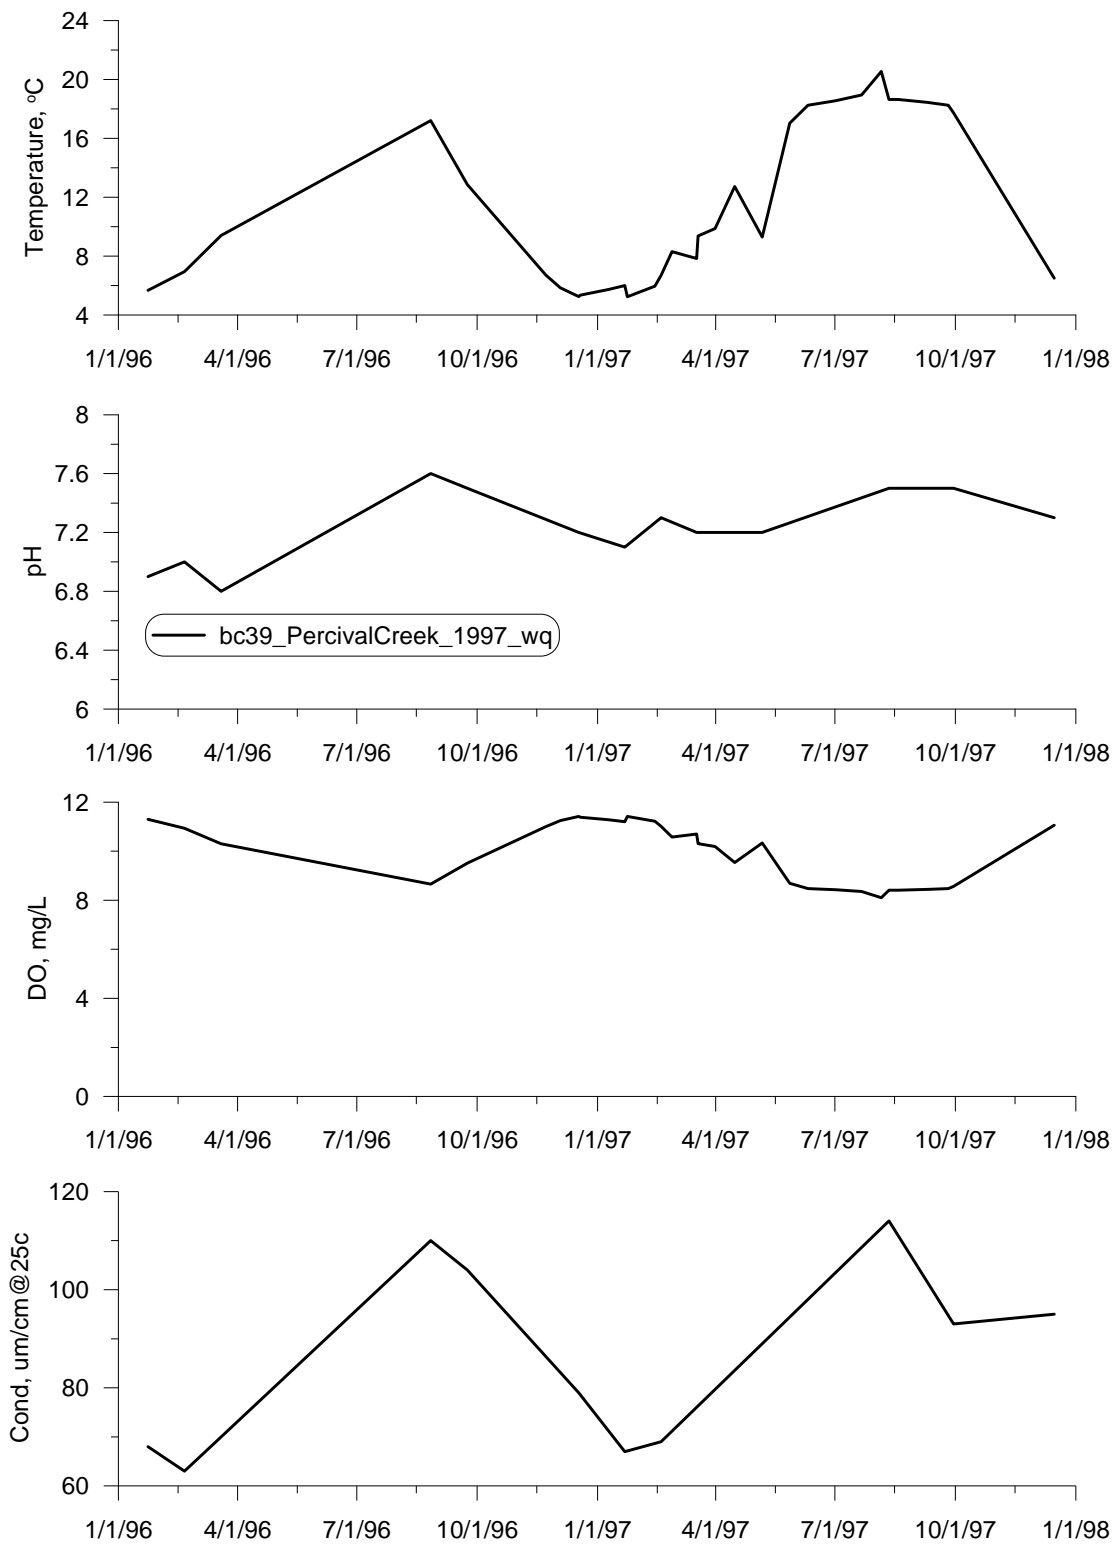 24
20
16
12
8
4
Temperature, °C
1/1/96 4/1/96 7/1/96 10/1/96 1/1/97 4/1/97 7/1/97 10/1/97 1/1/98
8
7.6
7.2
6.8
6.4
6
pH
bc39_PercivalCreek_1997_wq
1/1/96 4/1/96 7/1/96 10/1/96 1/1/97 4/1/97 7/1/97 10/1/97 1/1/98
12
8
4
0
DO, mg/L
1/1/96 4/1/96 7/1/96 10/1/96 1/1/97 4/1/97 7/1/97 10/1/97 1/1/98
120
100
80
60
Cond, um/cm@25c
1/1/96 4/1/96 7/1/96 10/1/96 1/1/97 4/1/97 7/1/97 10/1/97 1/1/98